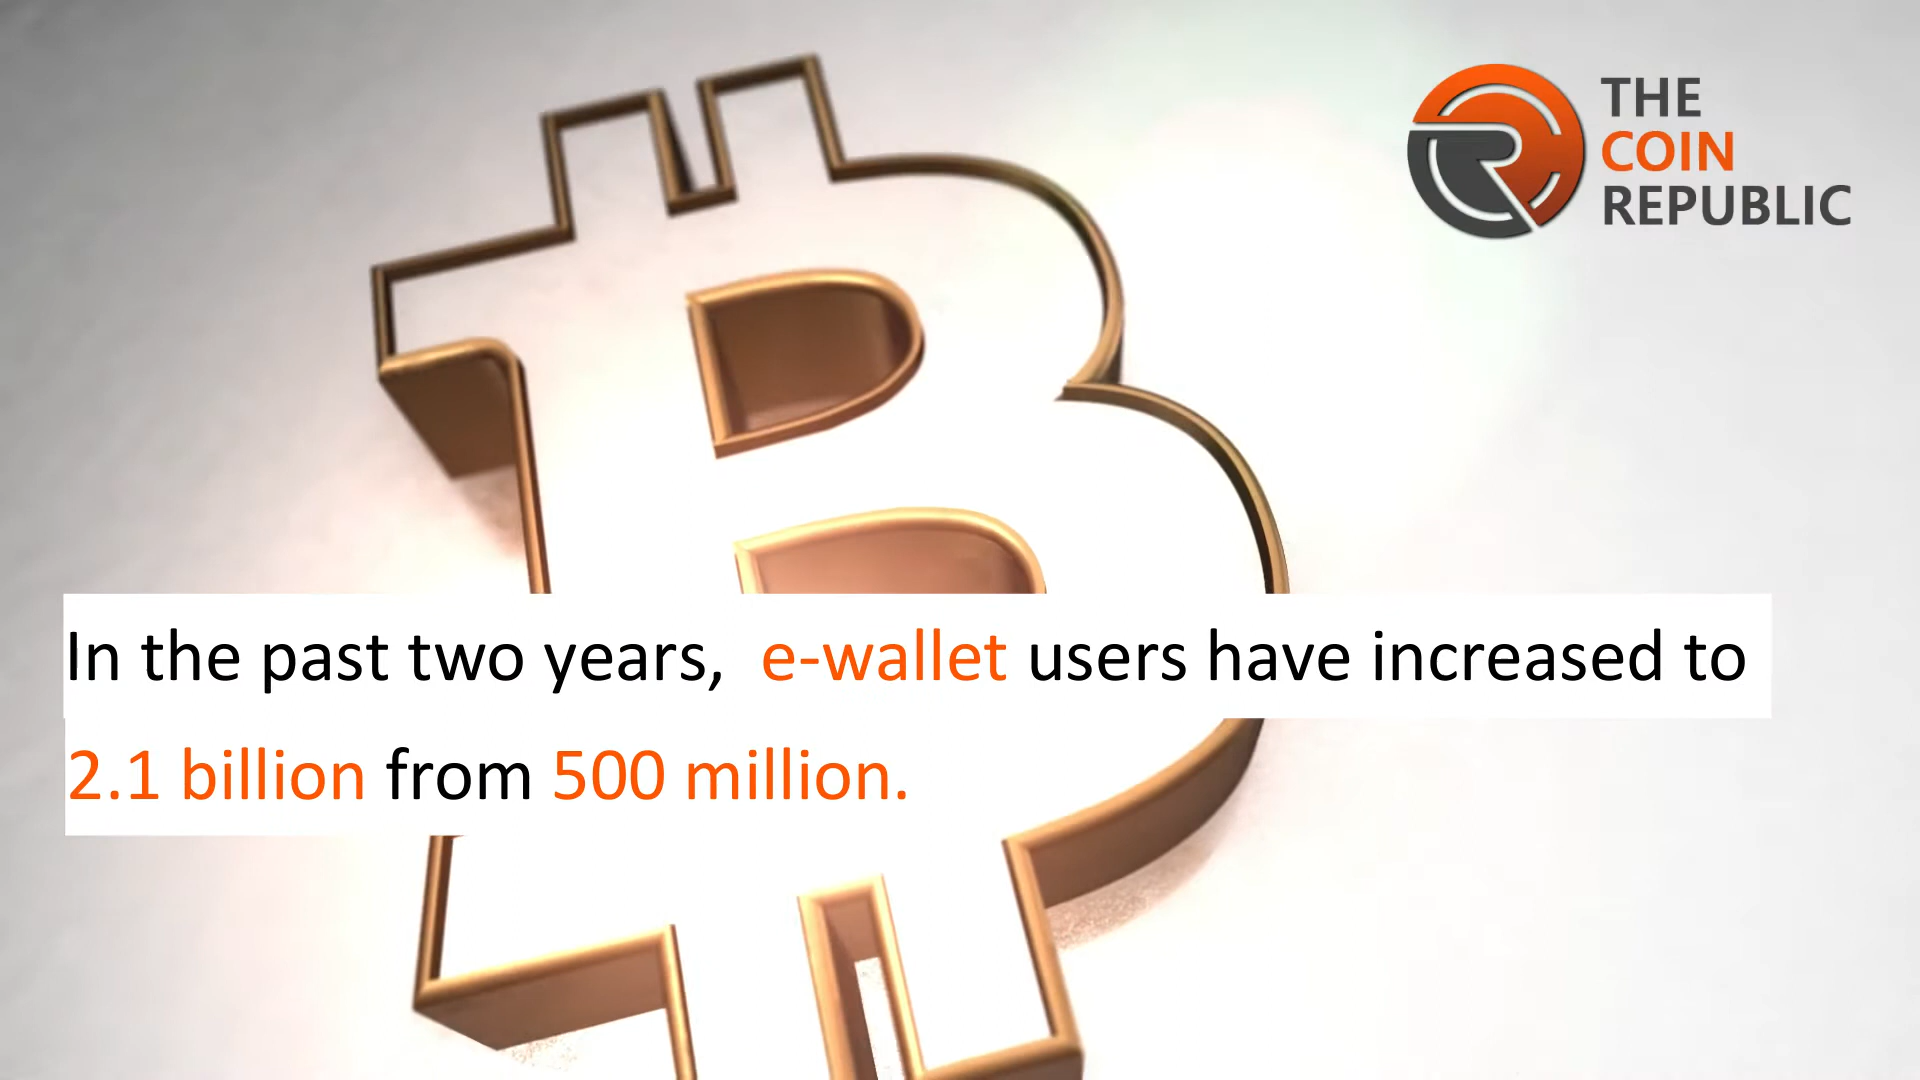 THE
COIN
REPUBLIC
In the past two years, e-wallet users have increased to
2.1 billion from 500 million.